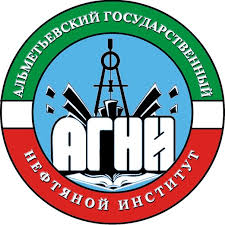 АЛЬМЕТЬЕВСКИЙ ГОСУДАРСТВЕННЫЙ
АГНИ
НЕФТЯНОЙ ИНСТИТУТ